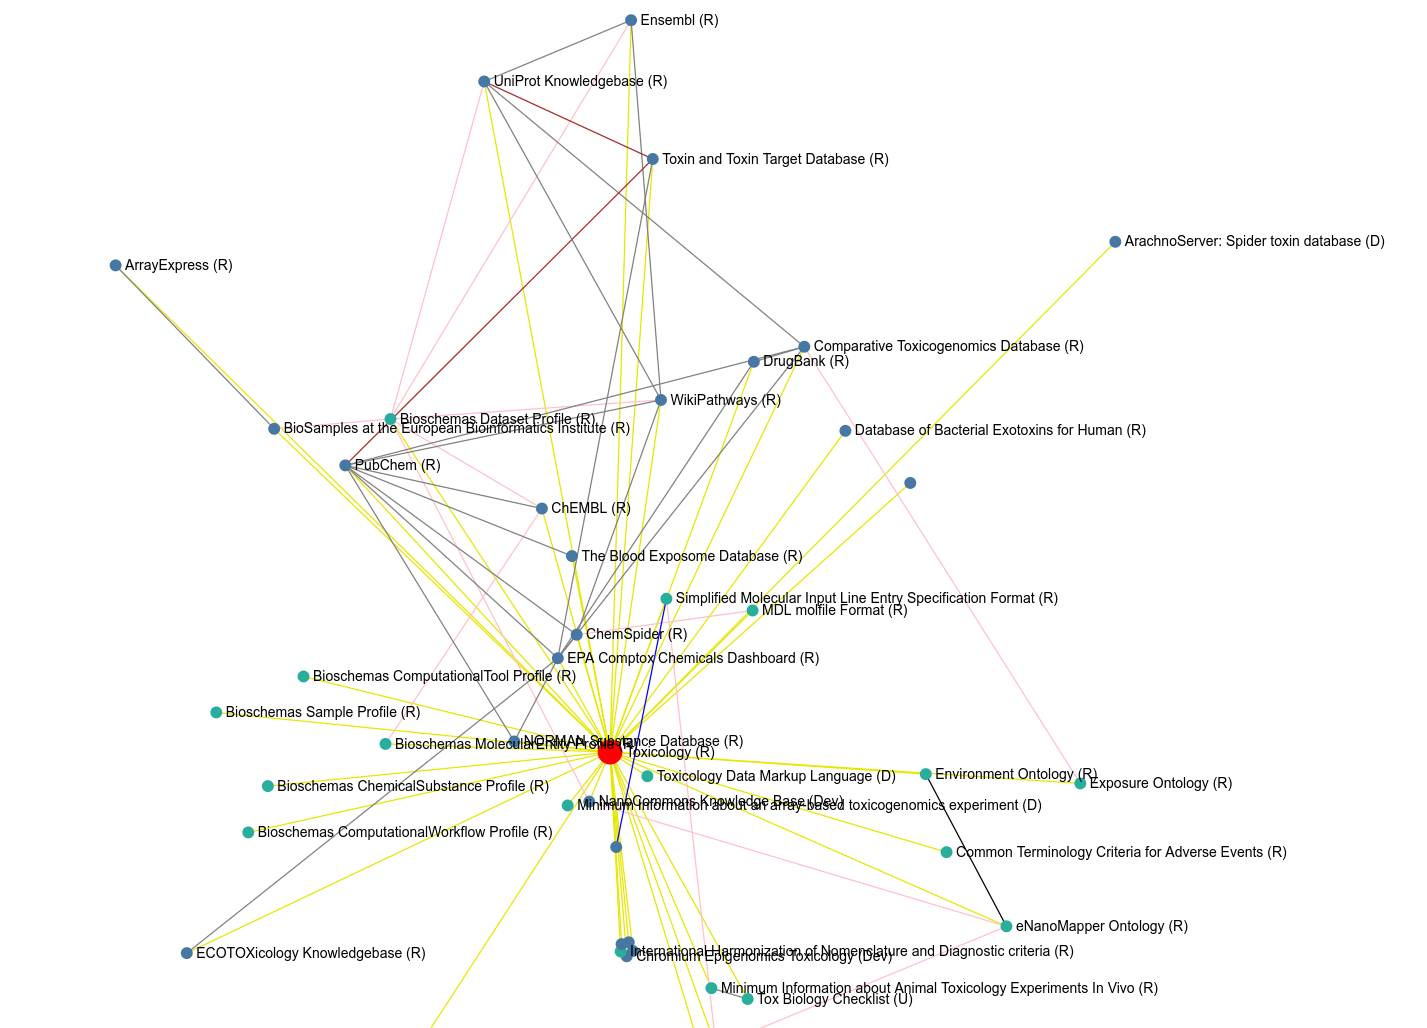 Ensembl (R)
UniProt Knowledgebase (R)
Toxin and Toxin Target Database (R)
ArachnoServer: Spider toxin database (D)
ArrayExpress (R)
Comparative Toxicogenomics Database (R)
DrugBank (R)
WikiPathways (R)
Bioschemas Dataset Profile (R)
BioSamples at the European Bioinformatics Institute (R)
Database of Bacterial Exotoxins for Human (R)
PubChem (R)
ChEMBL (R)
The Blood Exposome Database (R)
Simplified Molecular Input Line Entry Specification Format (R)
MDL molfile Format (R)
ChemSpider (R)
EPA Comptox Chemicals Dashboard (R)
Bioschemas ComputationalTool Profile (R)
Bioschemas Sample Profile (R)
NORMAN Substance Database (R)
Bioschemas MolecularEntity Profile (R)
Toxicology (R)
Environment Ontology (R)
Toxicology Data Markup Language (D)
Exposure Ontology (R)
Bioschemas ChemicalSubstance Profile (R)
NanoCommons Knowledge Base (Dev)
Minimum Information about an array-based toxicogenomics experiment (D)
Bioschemas ComputationalWorkflow Profile (R)
Common Terminology Criteria for Adverse Events (R)
eNanoMapper Ontology (R)
International Harmonization of Nomenclature and Diagnostic criteria (R)
ECOTOXicology Knowledgebase (R)
Chromium Epigenomics Toxicology (Dev)
Minimum Information about Animal Toxicology Experiments In Vivo (R)
Tox Biology Checklist (U)